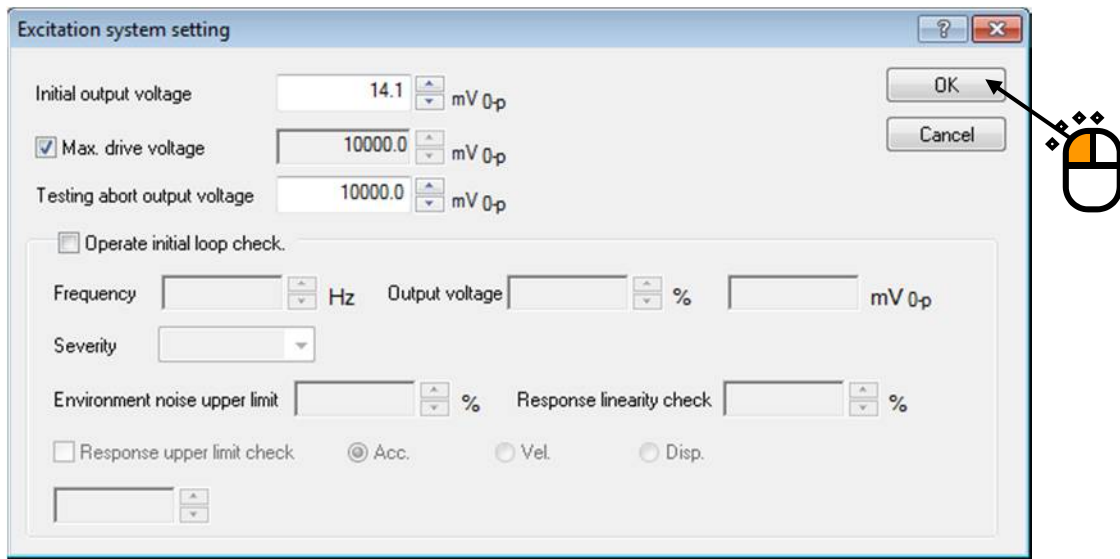 Excitation system setting
Initial output voltage 14.1 mV 0-p
OK
Max. drive voltage 10000.0 mV 0-p
Cancel
Testing abort output voltage 10000.0 mV 0-p
Operate initial loop check.
Frequency Hz Output voltage % mV 0-p
Severity
Environment noise upper limit % Response linearity check %
Response upper limit check Acc. Vel. Disp.